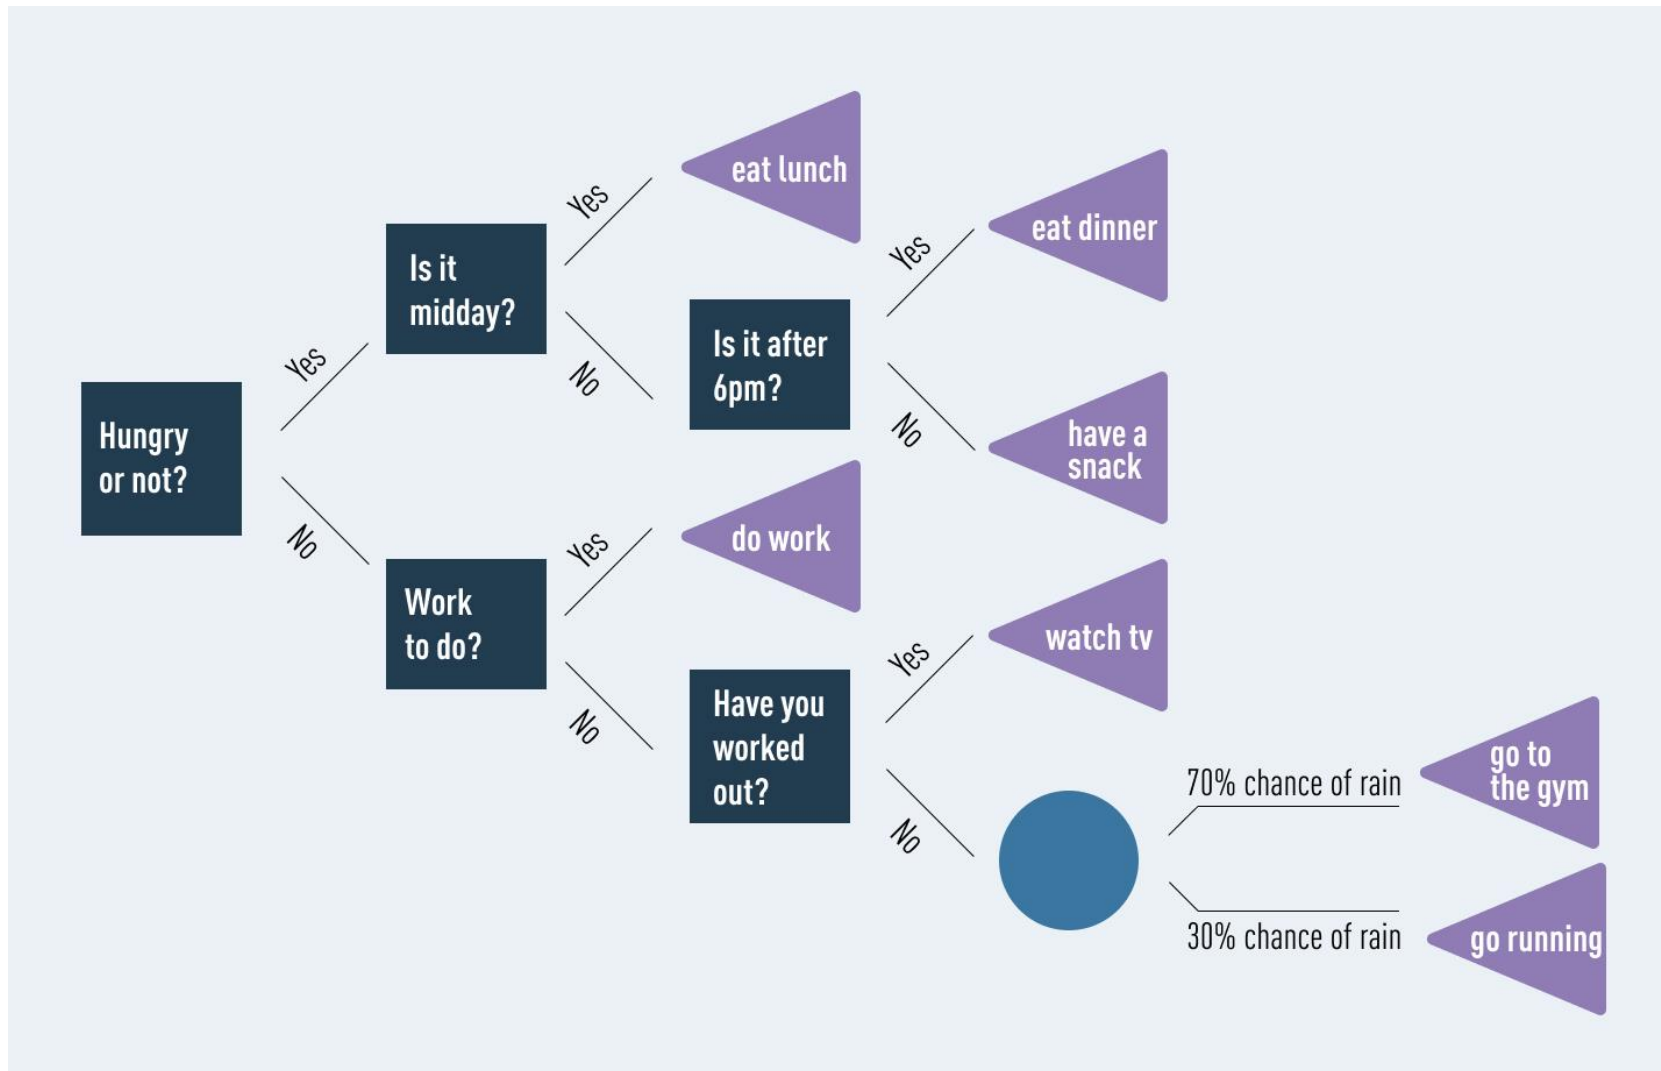 Hungry
or not?
Yes
No
Is it
midday?
Yes
No
eat lunch
Is it after
6pm?
Yes
No
eat dinner
have a
snack
Work
to do?
Yes
No
do work
Have you
worked
out?
Yes
No
watch tv
70% chance of rain
30% chance of rain
go to
the gym
go running